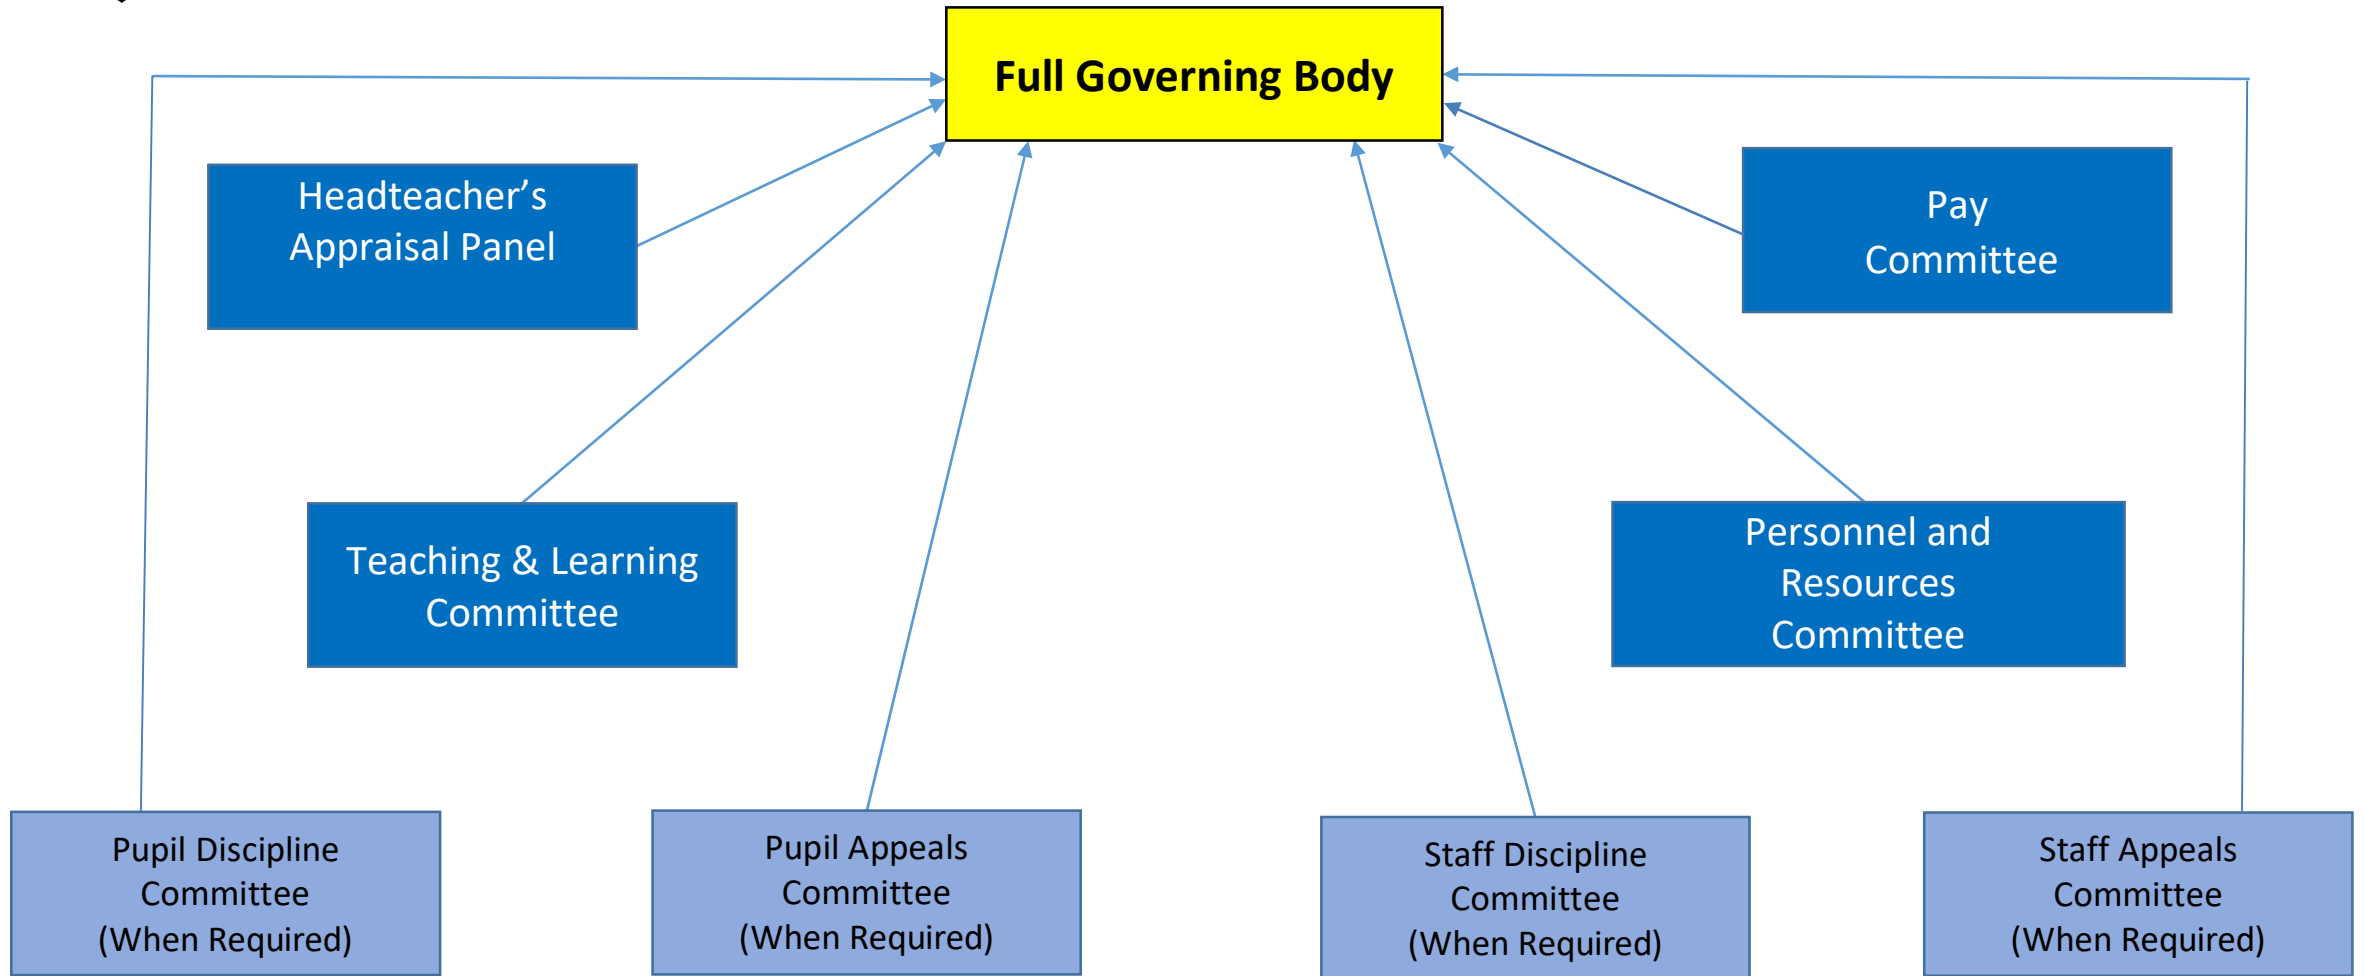 Full Governing Body
Headteacher’s
Appraisal Panel
Pay
Committee
Teaching & Learning
Committee
Personnel and
Resources
Committee
Pupil Discipline
Committee
(When Required)
Pupil Appeals
Committee
(When Required)
Staff Discipline
Committee
(When Required)
Staff Appeals
Committee
(When Required)